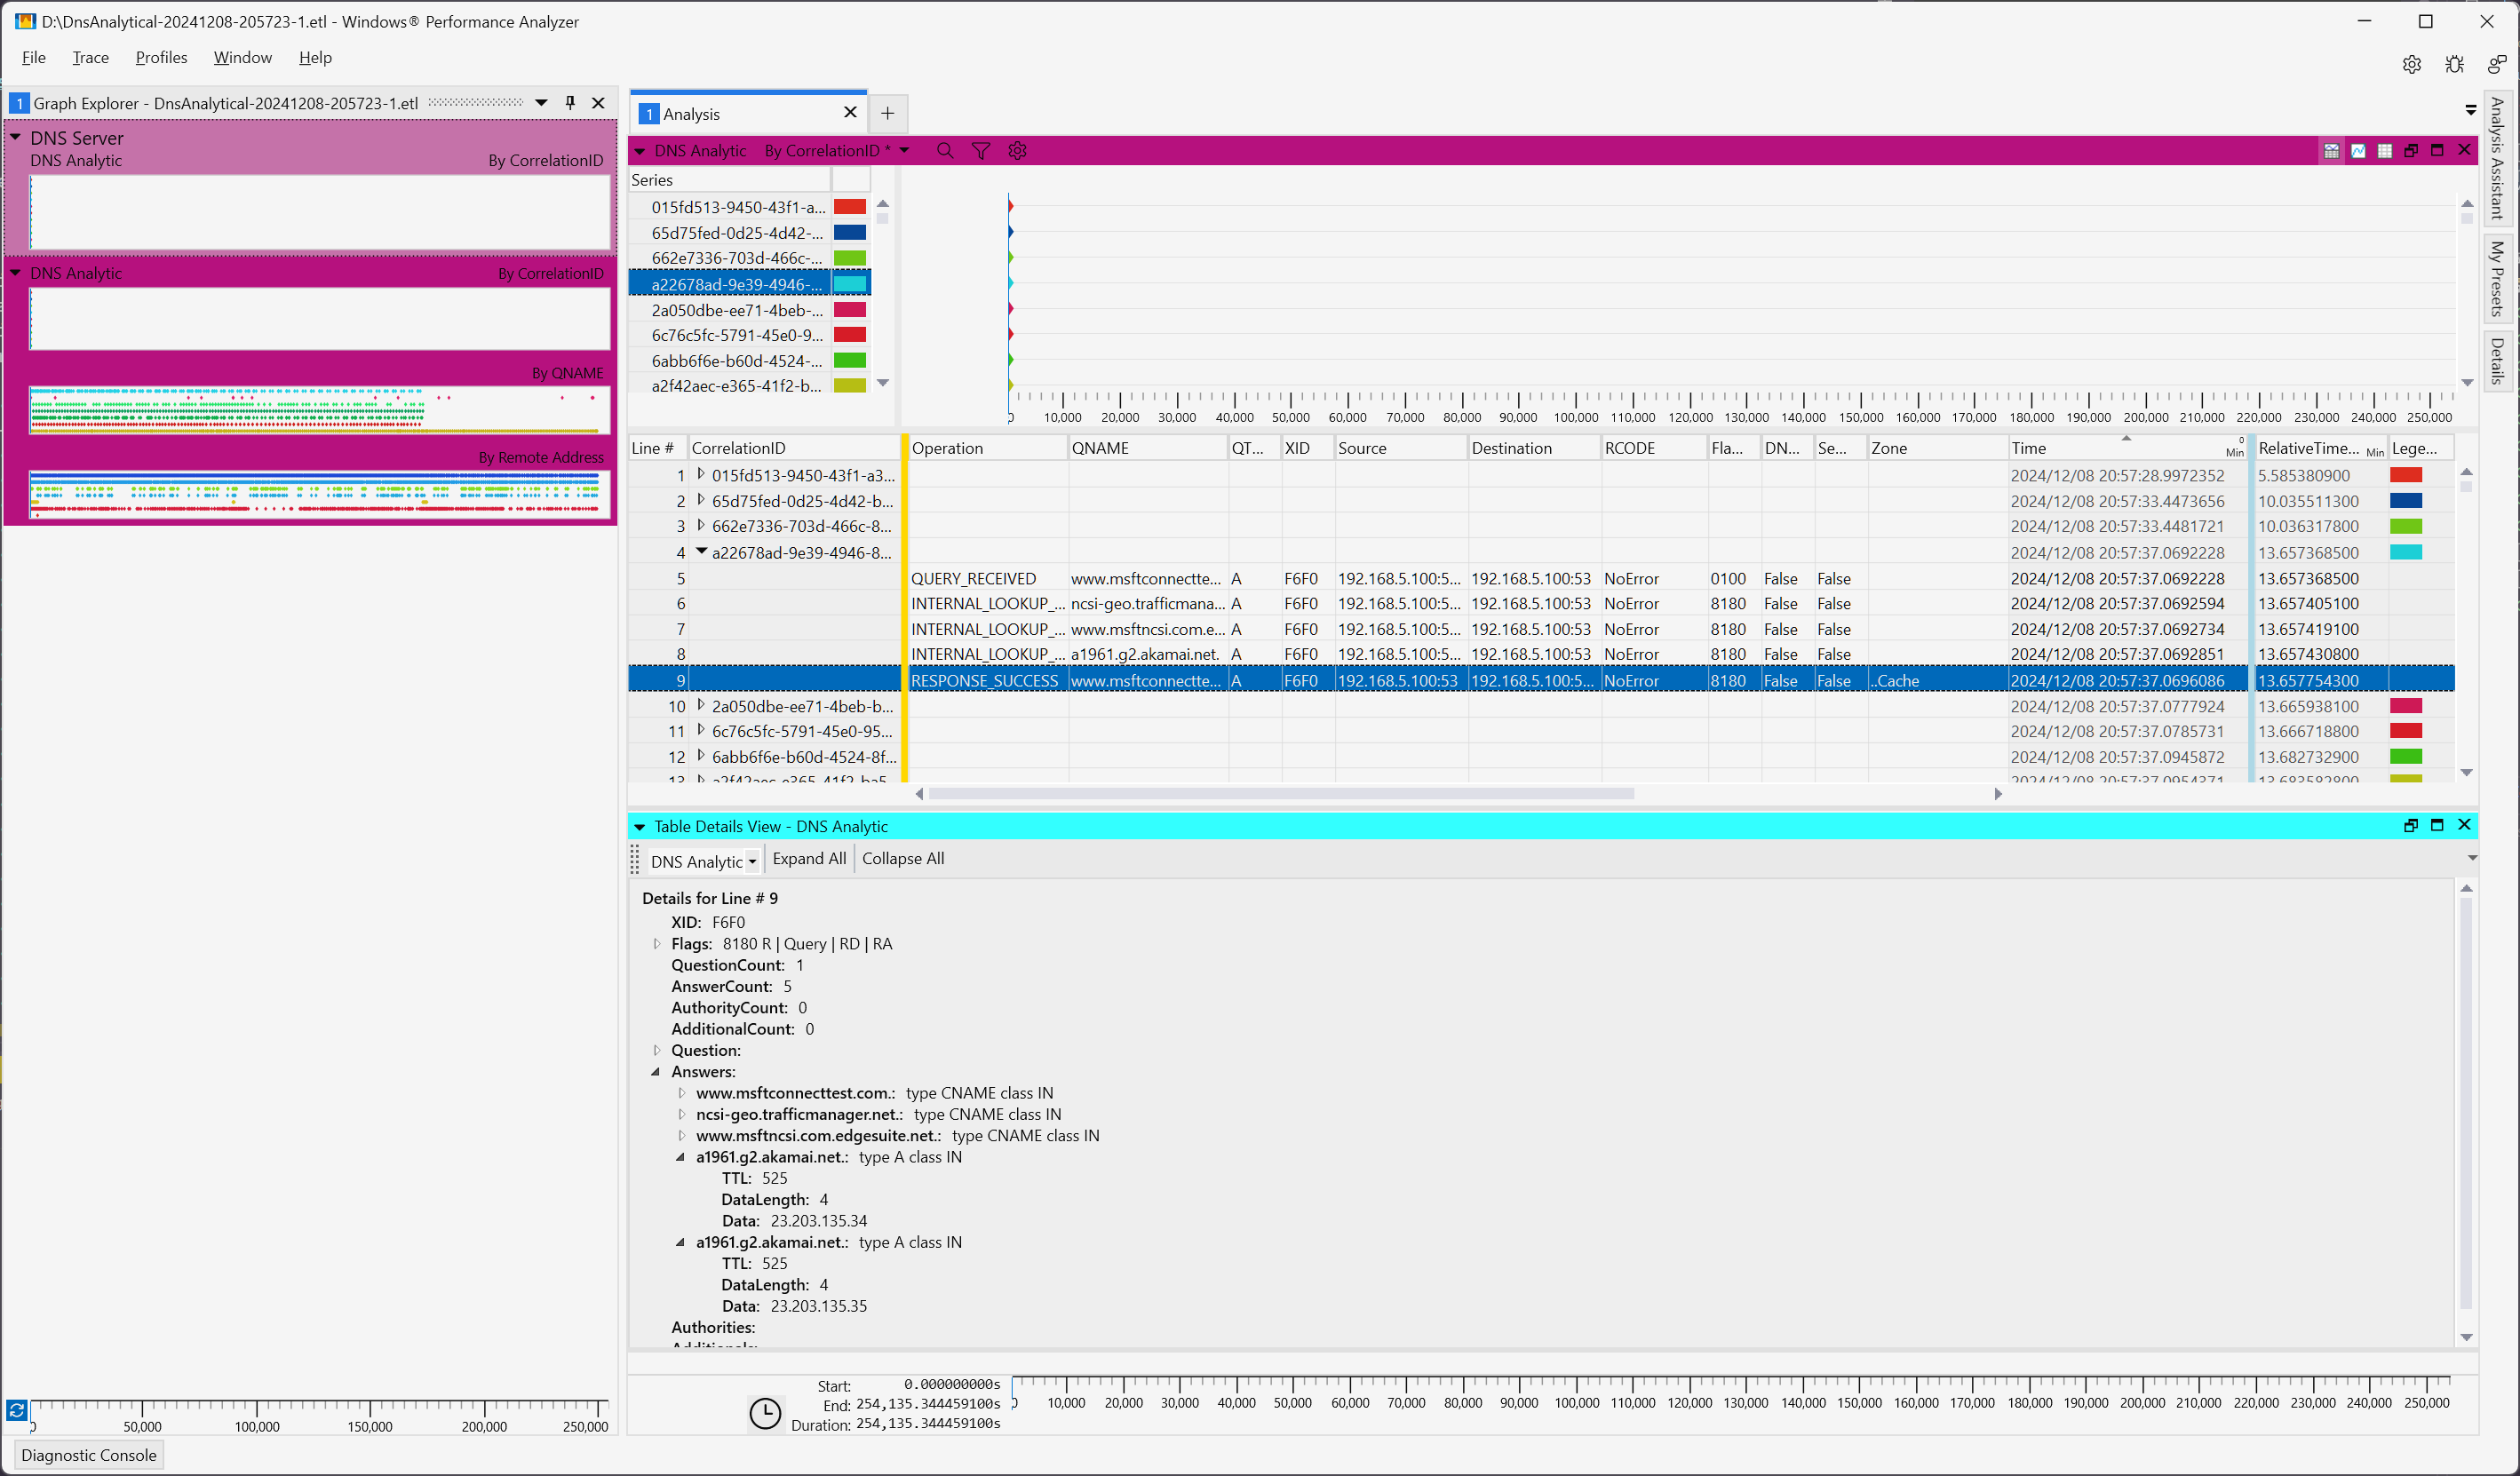 D:\DnsAnalytical-20241208-205723-1.etl - Windows® Performance Analyzer
File Trace Profiles Window Help
1 Graph Explorer - DnsAnalytical-20241208-205723-1.etl
DNS Server
DNS Analytic By CorrelationID
DNS Analytic By CorrelationID
By QNAME
By Remote Address
0 50,000 100,000 150,000 200,000 250,000
Diagnostic Console
1 Analysis
DNS Analytic By CorrelationID *
Series
015fd513-9450-43f1-a...
65d75fed-0d25-4d42-...
662e7336-703d-466c-...
a22678ad-9e39-4946-...
2a050dbe-ee71-4beb-...
6c76c5fc-5791-45e0-9...
6abb6f6e-b60d-4524-...
a2f42aec-e365-41f2-b...
0 10,000 20,000 30,000 40,000 50,000 60,000 70,000 80,000 90,000 100,000 110,000 120,000 130,000 140,000 150,000 160,000 170,000 180,000 190,000 200,000 210,000 220,000 230,000 240,000 250,000
Line # CorrelationID Operation QNAME QT... XID Source Destination RCODE Fla... DN... Se... Zone Time 0 Min RelativeTime... Min Lege...
1 015fd513-9450-43f1-a3... 2024/12/08 20:57:28.9972352 5.585380900
2 65d75fed-0d25-4d42-b... 2024/12/08 20:57:33.4473656 10.035511300
3 662e7336-703d-466c-8... 2024/12/08 20:57:33.4481721 10.036317800
4 a22678ad-9e39-4946-8... 2024/12/08 20:57:37.0692228 13.657368500
5 QUERY_RECEIVED www.msftconnectte... A F6F0 192.168.5.100:5... 192.168.5.100:53 NoError 0100 False False 2024/12/08 20:57:37.0692228 13.657368500
6 INTERNAL_LOOKUP_... ncsi-geo.trafficmana... A F6F0 192.168.5.100:5... 192.168.5.100:53 NoError 8180 False False 2024/12/08 20:57:37.0692594 13.657405100
7 INTERNAL_LOOKUP_... www.msftncsi.com.e... A F6F0 192.168.5.100:5... 192.168.5.100:53 NoError 8180 False False 2024/12/08 20:57:37.0692734 13.657419100
8 INTERNAL_LOOKUP_... a1961.g2.akamai.net. A F6F0 192.168.5.100:5... 192.168.5.100:53 NoError 8180 False False 2024/12/08 20:57:37.0692851 13.657430800
9 RESPONSE_SUCCESS www.msftconnectte... A F6F0 192.168.5.100:53 192.168.5.100:5... NoError 8180 False False ..Cache 2024/12/08 20:57:37.0696086 13.657754300
10 2a050dbe-ee71-4beb-b... 2024/12/08 20:57:37.0777924 13.665938100
11 6c76c5fc-5791-45e0-95... 2024/12/08 20:57:37.0785731 13.666718800
12 6abb6f6e-b60d-4524-8f... 2024/12/08 20:57:37.0945872 13.682732900
13 a2f42aec-e365-41f2-ba5... 2024/12/08 20:57:37.0954371 13.683582800
Table Details View - DNS Analytic
DNS Analytic Expand All Collapse All
Details for Line # 9
XID: F6F0
Flags: 8180 R | Query | RD | RA
QuestionCount: 1
AnswerCount: 5
AuthorityCount: 0
AdditionalCount: 0
Question:
Answers:
www.msftconnecttest.com.: type CNAME class IN
ncsi-geo.trafficmanager.net.: type CNAME class IN
www.msftncsi.com.edgesuite.net.: type CNAME class IN
a1961.g2.akamai.net.: type A class IN
TTL: 525
DataLength: 4
Data: 23.203.135.34
a1961.g2.akamai.net.: type A class IN
TTL: 525
DataLength: 4
Data: 23.203.135.35
Authorities:
Start: 0.000000000s
End: 254,135.344459100s
Duration: 254,135.344459100s
0 10,000 20,000 30,000 40,000 50,000 60,000 70,000 80,000 90,000 100,000 110,000 120,000 130,000 140,000 150,000 160,000 170,000 180,000 190,000 200,000 210,000 220,000 230,000 240,000 250,000
Analysis Assistant
My Presets
Details